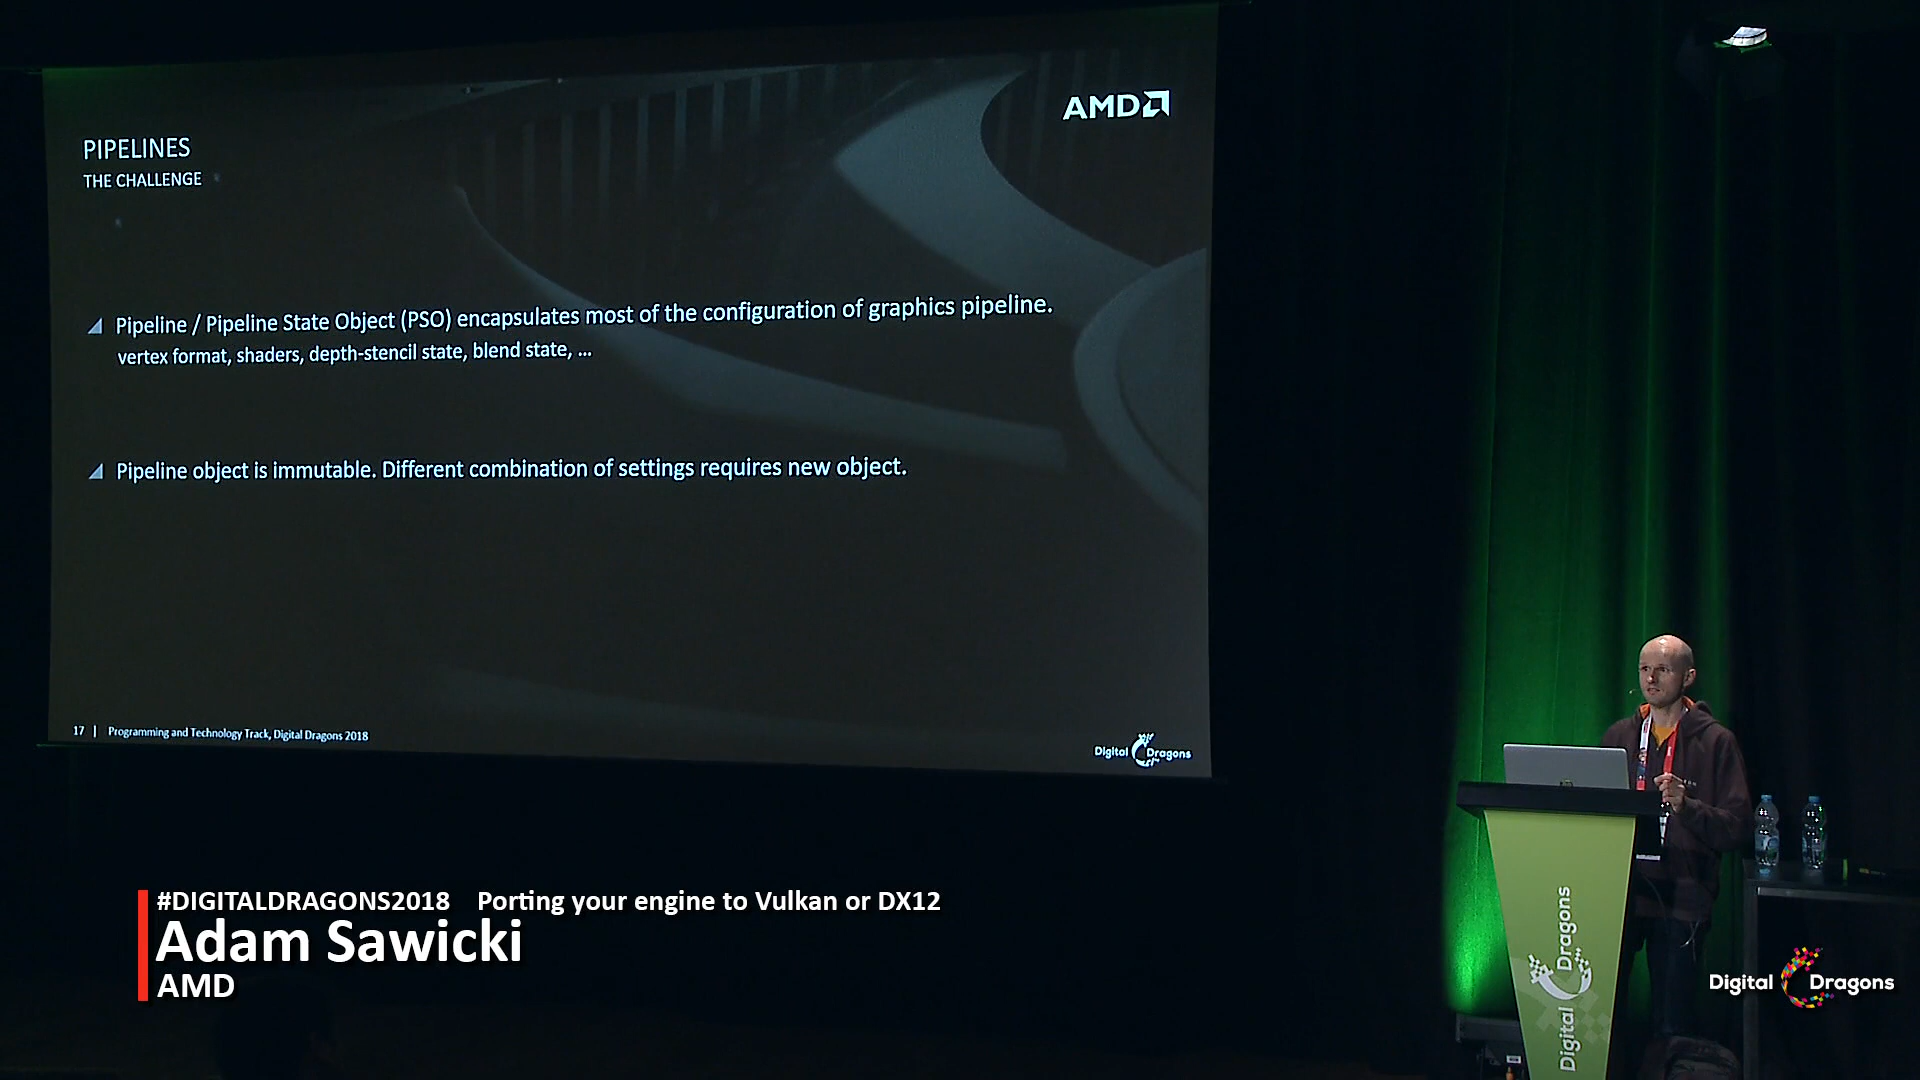 AMD
PIPELINES
THE CHALLENGE
Pipeline / Pipeline State Object (PSO) encapsulates most of the configuration of graphics pipeline.
vertex format, shaders, depth-stencil state, blend state, ...
Pipeline object is immutable. Different combination of settings requires new object.
17 | Programming and Technology Track, Digital Dragons 2018
Digital Dragons
#DIGITALDRAGONS2018 Porting your engine to Vulkan or DX12
Adam Sawicki
AMD
Digital Dragons
Digital Dragons